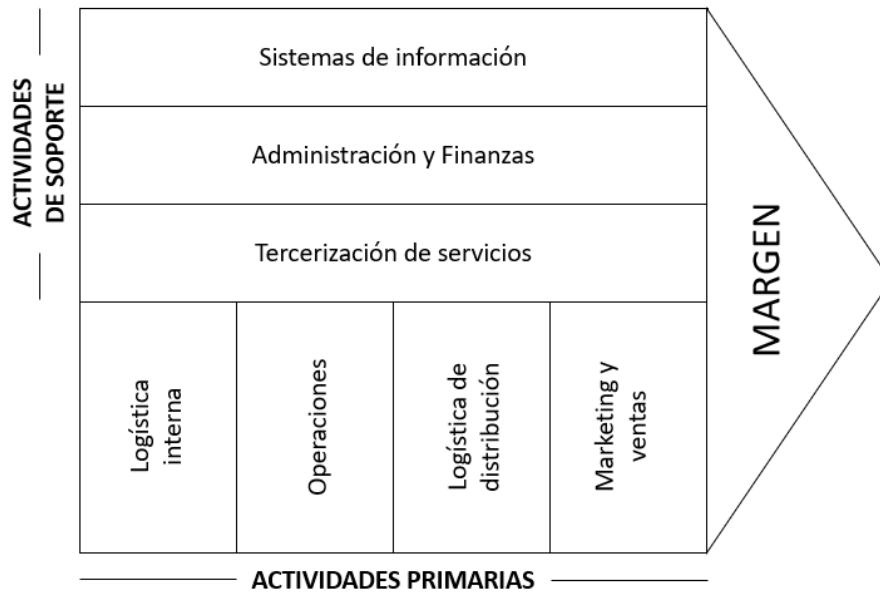 ACTIVIDADES
DE SOPORTE
Sistemas de información
Administración y Finanzas
Tercerización de servicios
Logística
interna
Operaciones
Logística de
distribución
Marketing y
ventas
MARGEN
ACTIVIDADES PRIMARIAS